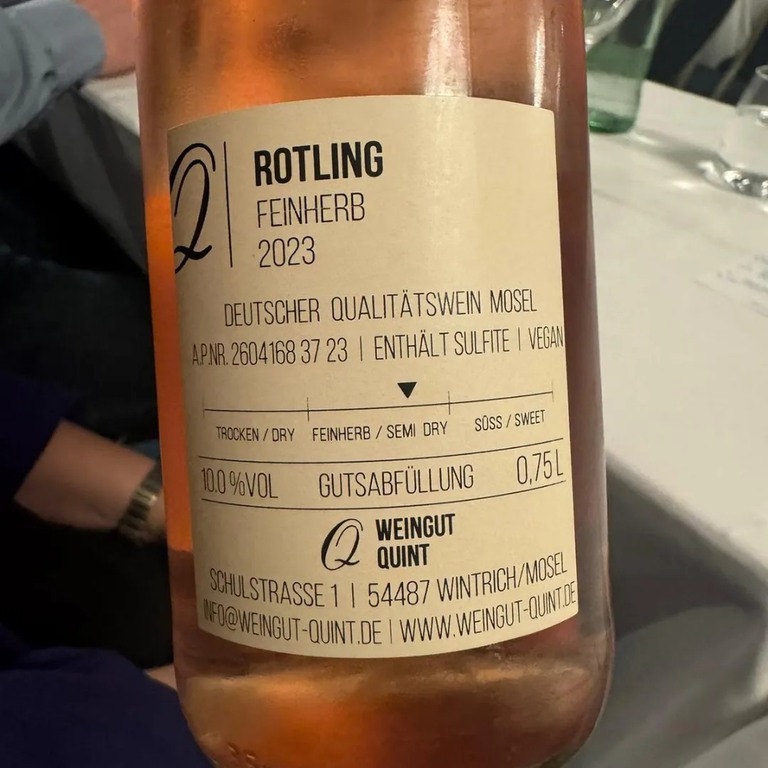 Q
ROTLING
FEINHERB
2023
DEUTSCHER QUALITÄTSWEIN MOSEL
A.P.NR. 2604168 37 23 | ENTHÄLT SULFITE | VEGAN
TROCKEN / DRY FEINHERB / SEMI DRY SÜSS / SWEET
10.0 %VOL GUTSABFÜLLUNG 0,75 L
Q WEINGUT
QUINT
SCHULSTRASSE 1 | 54487 WINTRICH/MOSEL
INFO@WEINGUT-QUINT.DE | WWW.WEINGUT-QUINT.DE